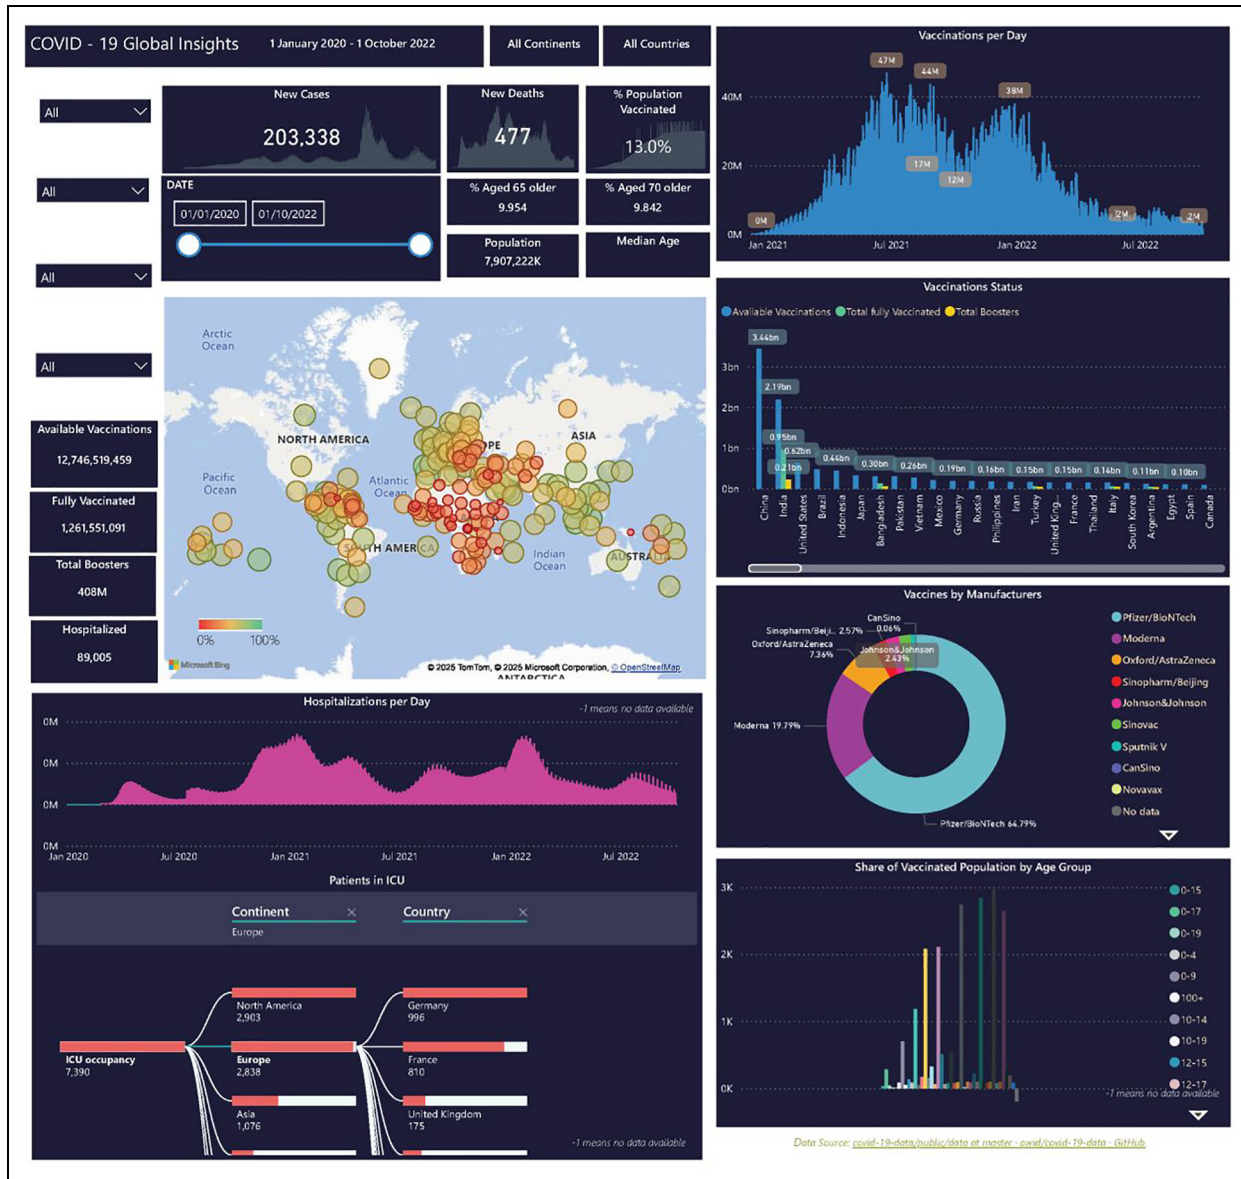 COVID - 19 Global Insights
1 January 2020 - 1 October 2022
All Continents
All Countries
All
All
All
All
New Cases
203,338
New Deaths
477
% Population
Vaccinated
13.0%
DATE
01/01/2020
01/10/2022
% Aged 65 older
9.954
% Aged 70 older
9.842
Population
7,907,222K
Median Age
Available Vaccinations
12,746,519,459
Fully Vaccinated
1,261,551,091
Total Boosters
408M
Hospitalized
89,005
Arctic
Ocean
NORTH AMERICA
ASIA
Pacific
Ocean
Atlantic
Ocean
Indian
Ocean
0%
100%
Microsoft Bing
© 2025 TomTom, © 2025 Microsoft Corporation, © OpenStreetMap
ANTARCTICA
Vaccinations per Day
47M
44M
38M
17M
12M
0M
2M
2M
40M
20M
0M
Jan 2021
Jul 2021
Jan 2022
Jul 2022
Vaccinations Status
Available Vaccinations
Total fully Vaccinated
Total Boosters
3.44bn
2.19bn
0.95bn
0.62bn
0.21bn
0.44bn
0.30bn
0.26bn
0.19bn
0.16bn
0.15bn
0.15bn
0.14bn
0.11bn
0.10bn
3bn
2bn
1bn
0bn
China
India
United States
Brazil
Indonesia
Japan
Bangladesh
Pakistan
Vietnam
Mexico
Germany
Russia
Philippines
Iran
Turkey
United King...
France
Thailand
Italy
South Korea
Argentina
Egypt
Spain
Canada
Vaccines by Manufacturers
CanSino
0.06%
Sinopharm/Beiji... 2.57%
Oxford/AstraZeneca
7.36%
Johnson&Johnson
2.43%
Moderna 19.79%
Pfizer/BioNTech 64.79%
Pfizer/BioNTech
Moderna
Oxford/AstraZeneca
Sinopharm/Beijing
Johnson&Johnson
Sinovac
Sputnik V
CanSino
Novavax
No data
Hospitalizations per Day
-1 means no data available
0M
0M
0M
0M
Jan 2020
Jul 2020
Jan 2021
Jul 2021
Jan 2022
Jul 2022
Patients in ICU
Continent
Europe
Country
ICU occupancy
7,390
North America
2,903
Europe
2,838
Asia
1,076
Germany
996
France
810
United Kingdom
175
-1 means no data available
Share of Vaccinated Population by Age Group
3K
2K
1K
0K
0-15
0-17
0-19
0-4
0-9
100+
10-14
10-19
12-15
12-17
-1 means no data available
Data Source: covid-19-data/public/data at master · owid/covid-19-data · GitHub